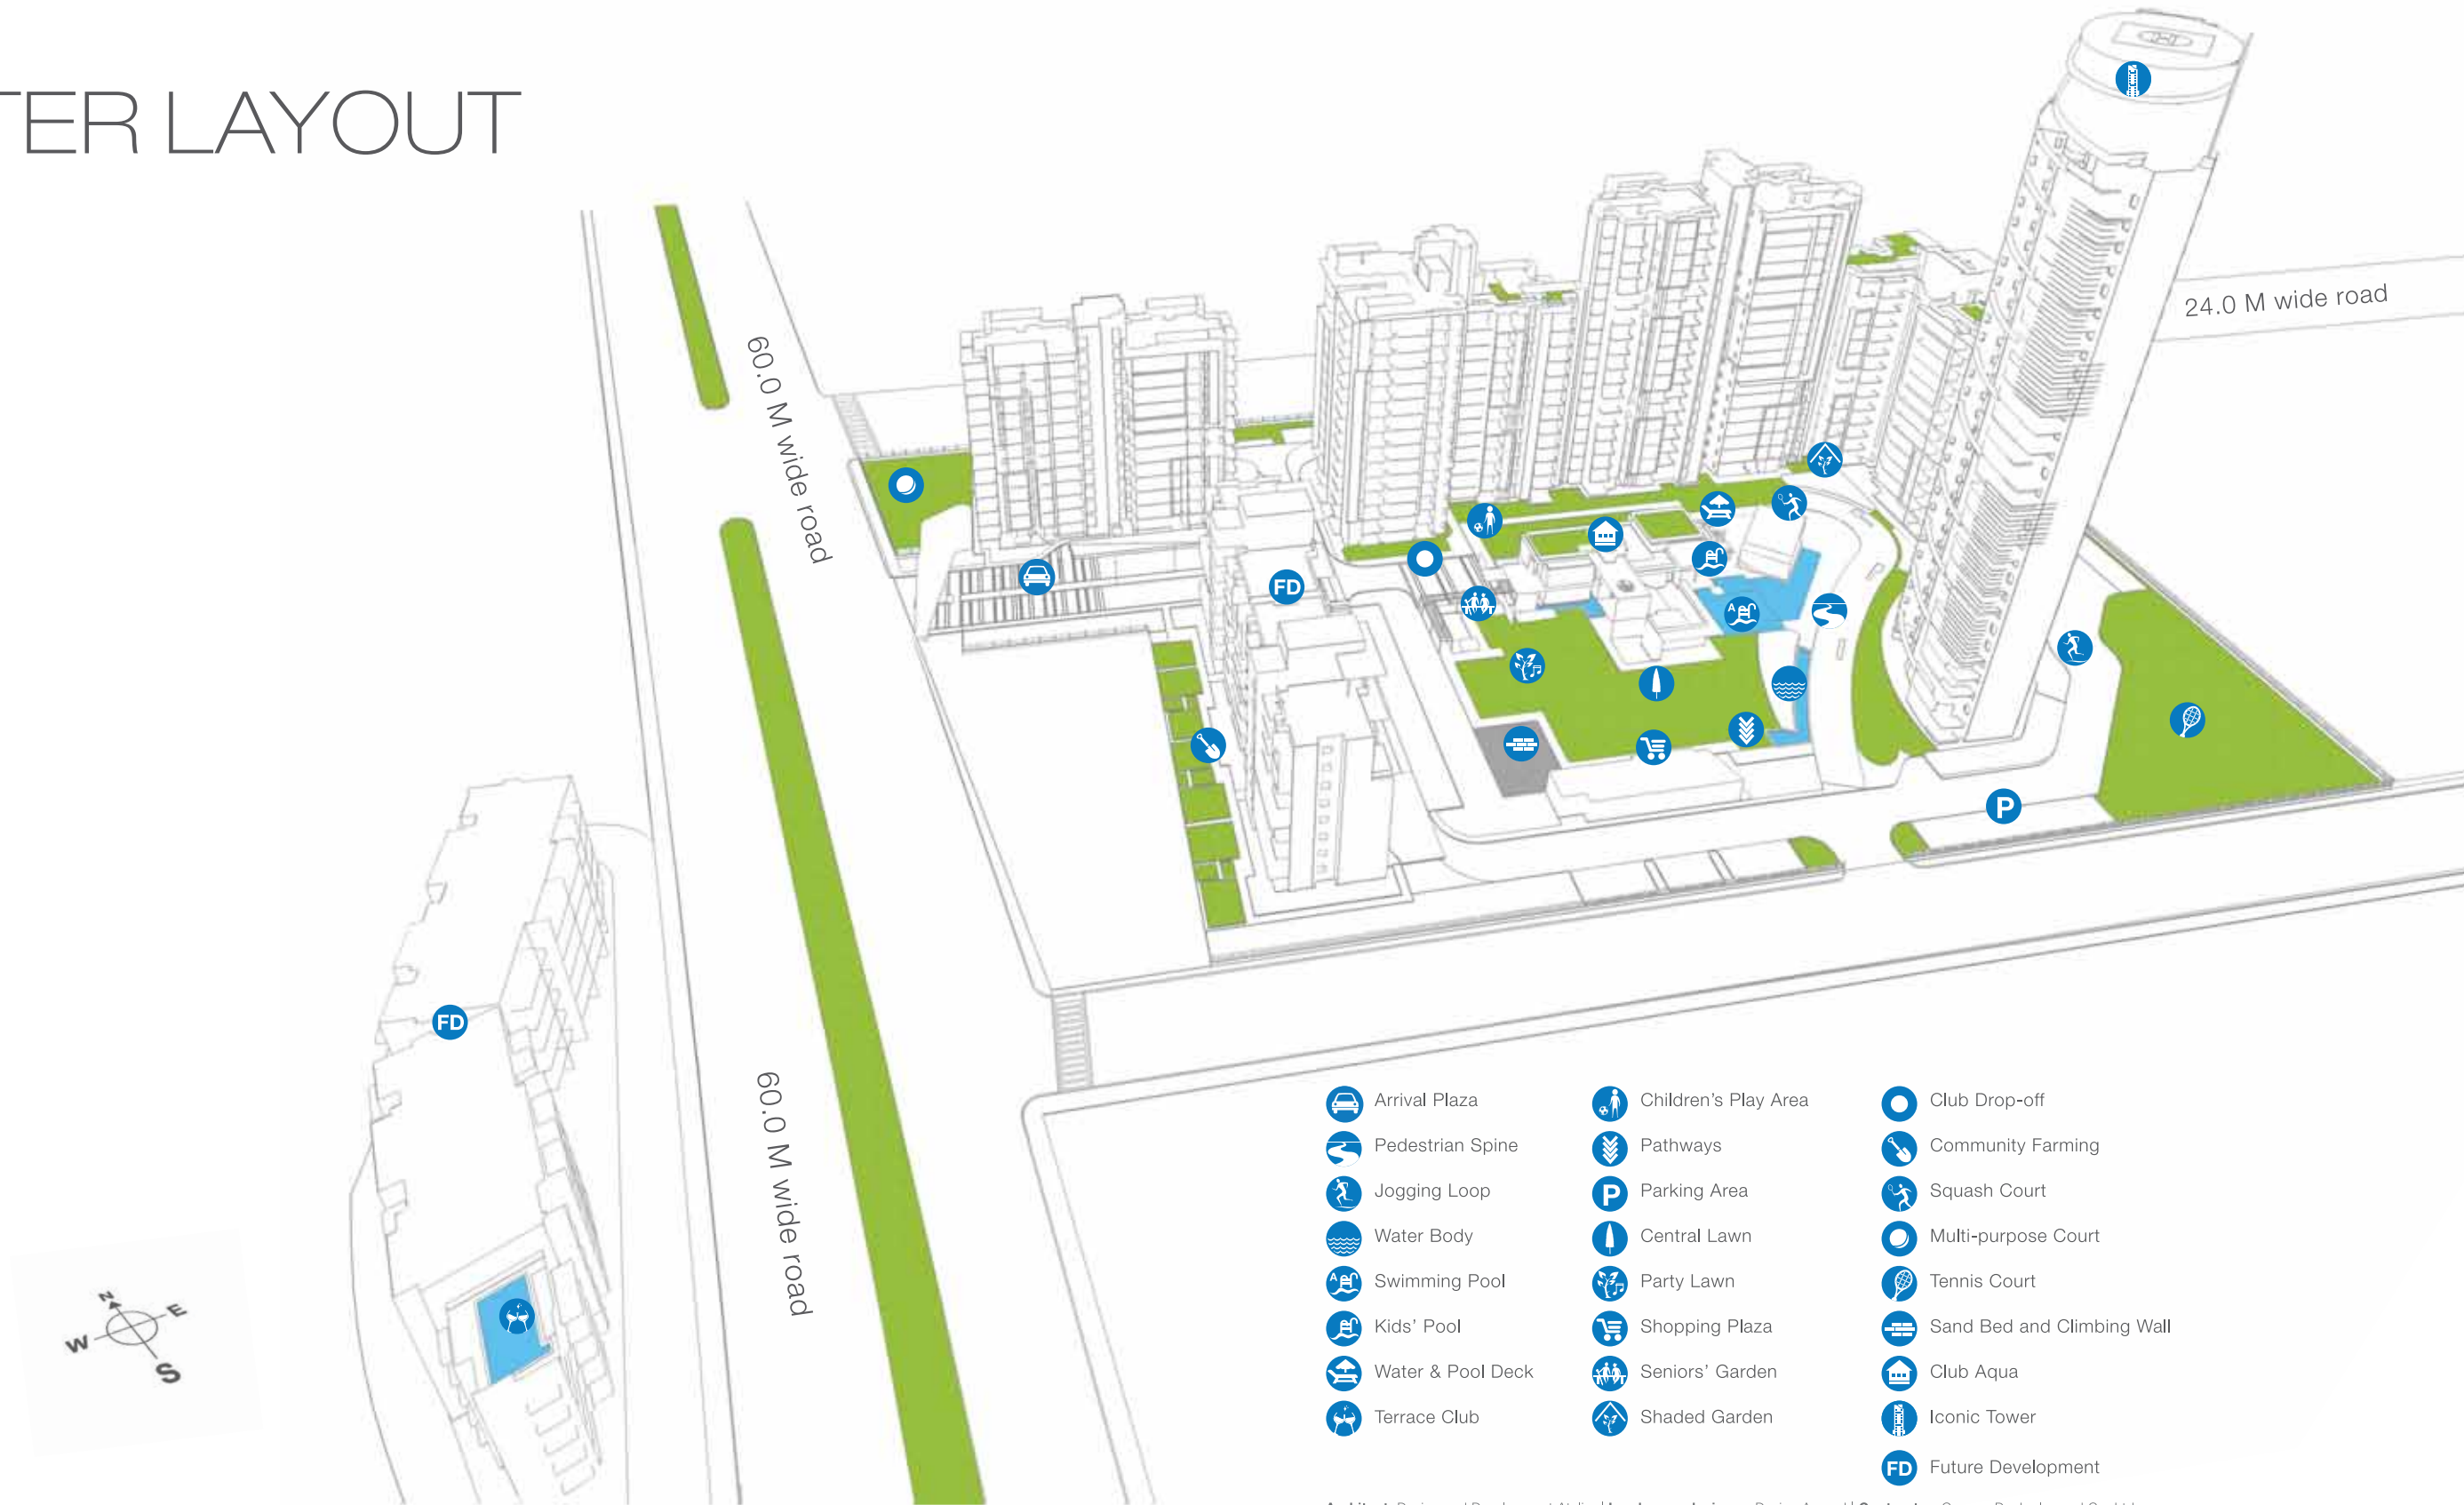 TER LAYOUT
24.0 M wide road
60.0 M wide road
FD
A
P
FD
60.0 M wide road
N
E
W
S
Arrival Plaza
Pedestrian Spine
Jogging Loop
Water Body
A
Swimming Pool
Kids' Pool
Water & Pool Deck
Terrace Club
Children's Play Area
Pathways
P
Parking Area
Central Lawn
Party Lawn
Shopping Plaza
Seniors' Garden
Shaded Garden
Club Drop-off
Community Farming
Squash Court
Multi-purpose Court
Tennis Court
Sand Bed and Climbing Wall
Club Aqua
Iconic Tower
FD
Future Development